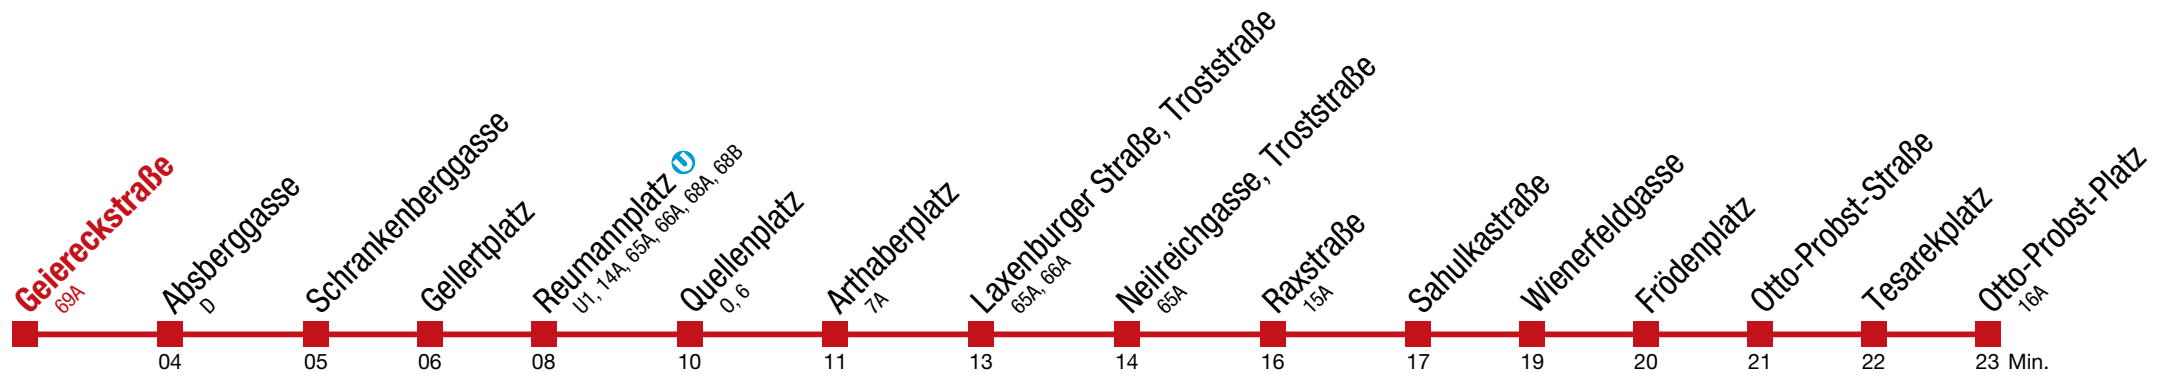 Geiereckstraße
69A
Absberggasse
D
Schrankenberggasse
Gellertplatz
Reumannplatz U
U1, 14A, 65A, 66A, 68A, 68B
Quellenplatz
O, 6
Arthaberplatz
7A
Laxenburger Straße, Troststraße
65A, 66A
Neilreichgasse, Troststraße
65A
Raxstraße
15A
Sahulkastraße
Wienerfeldgasse
Frödenplatz
Otto-Probst-Straße
Tesarekplatz
Otto-Probst-Platz
16A
04 05 06 08 10 11 13 14 16 17 19 20 21 22 23 Min.